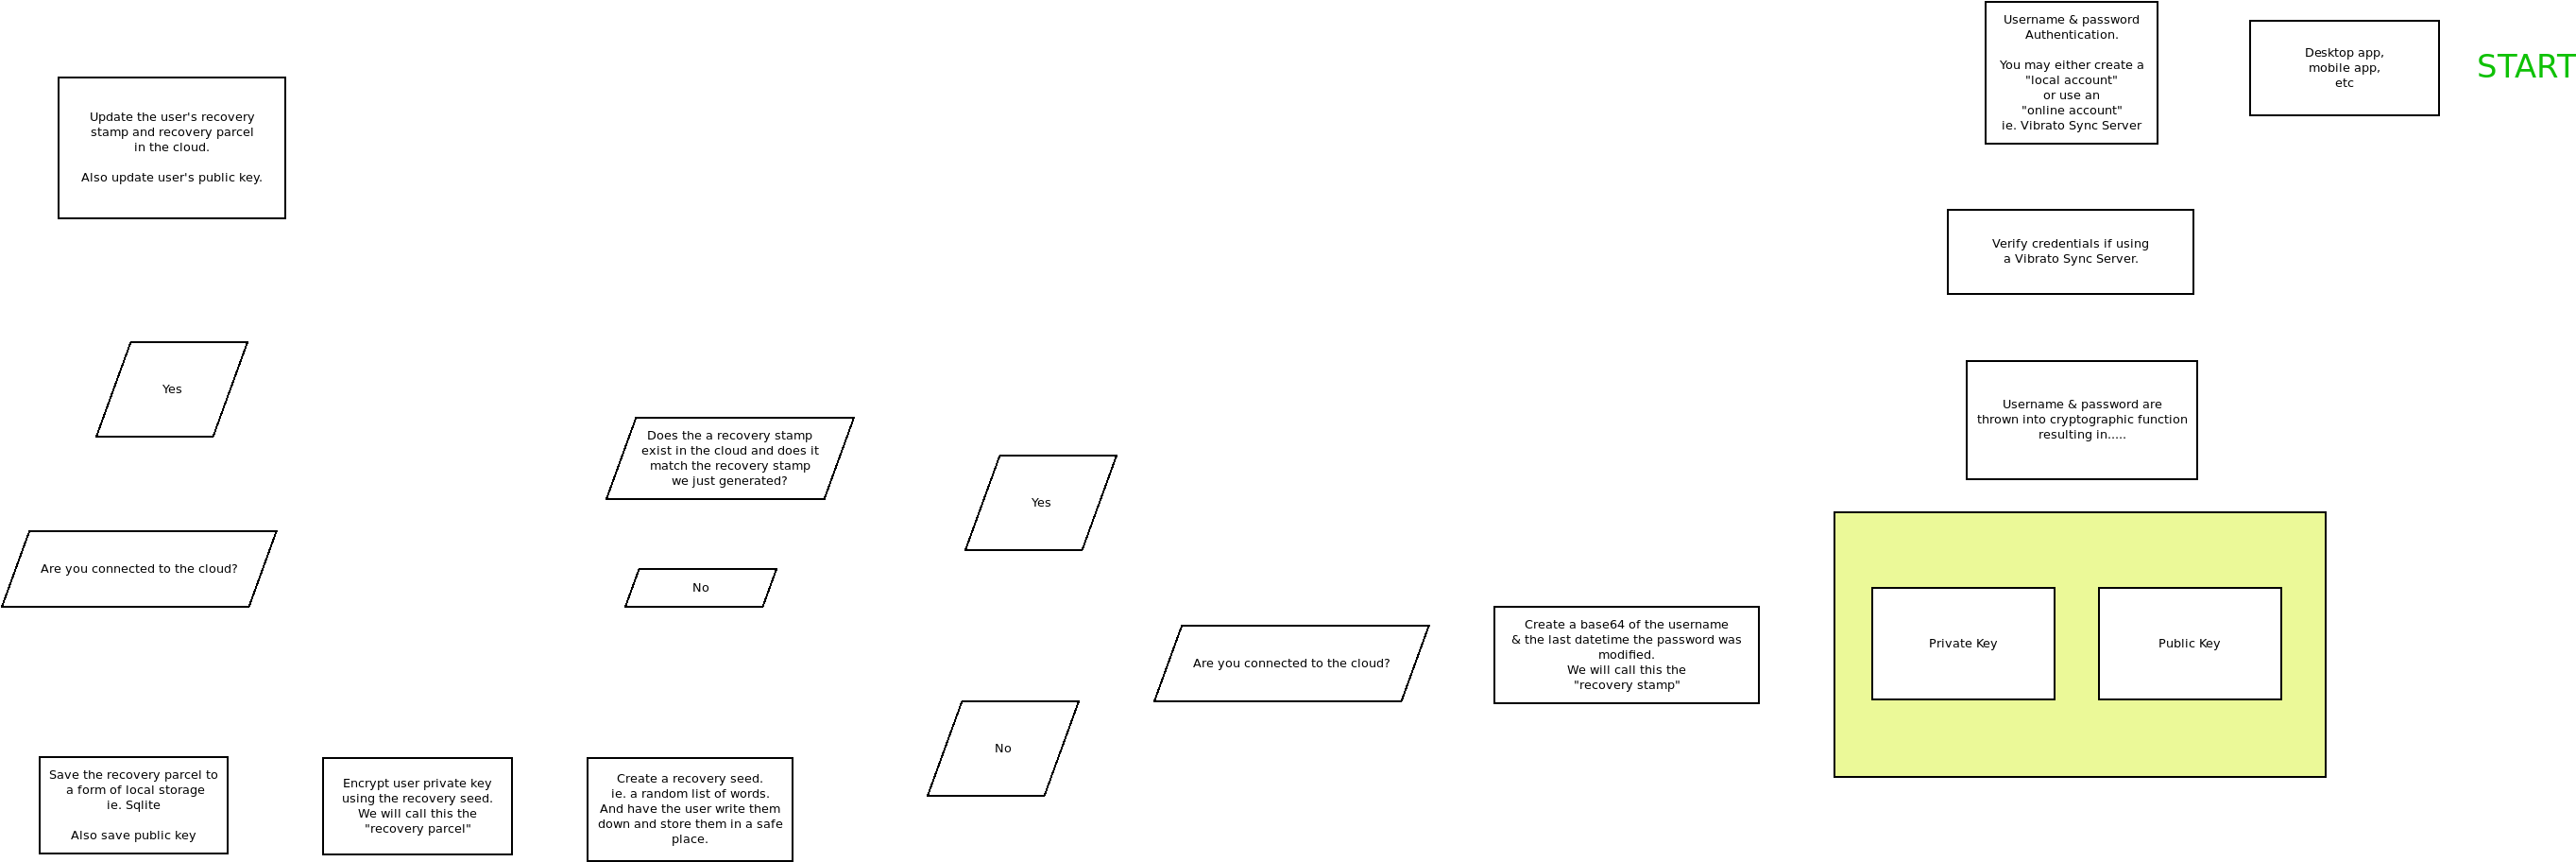 START
Desktop app,
mobile app,
etc
Username & password
Authentication.
You may either create a
"local account"
or use an
"online account"
ie. Vibrato Sync Server
Verify credentials if using
a Vibrato Sync Server.
Username & password are
thrown into cryptographic function
resulting in.....
Private Key
Public Key
Create a base64 of the username
& the last datetime the password was
modified.
We will call this the
"recovery stamp"
Are you connected to the cloud?
Yes
No
Does the a recovery stamp
exist in the cloud and does it
match the recovery stamp
we just generated?
No
Create a recovery seed.
ie. a random list of words.
And have the user write them
down and store them in a safe
place.
Encrypt user private key
using the recovery seed.
We will call this the
"recovery parcel"
Save the recovery parcel to
a form of local storage
ie. Sqlite
Also save public key
Are you connected to the cloud?
Yes
Update the user's recovery
stamp and recovery parcel
in the cloud.
Also update user's public key.